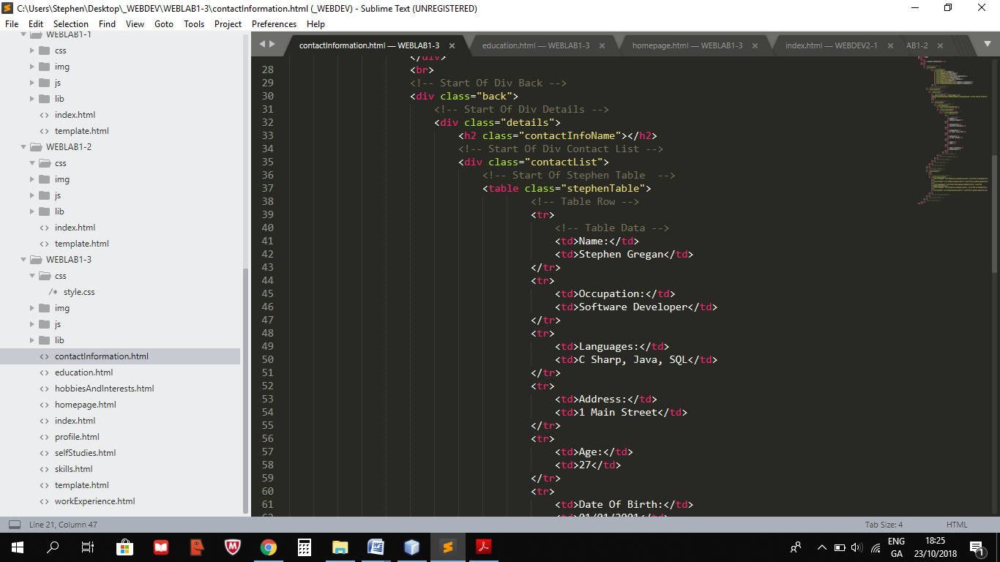 C:\Users\Stephen\Desktop\_WEBDEV\WEBLAB1-3\contactInformation.html (_WEBDEV) - Sublime Text (UNREGISTERED)
File Edit Selection Find View Goto Tools Project Preferences Help
WEBLAB1-1
css
img
js
lib
index.html
template.html
WEBLAB1-2
css
img
js
lib
index.html
template.html
WEBLAB1-3
css
style.css
img
js
lib
contactInformation.html
education.html
hobbiesAndInterests.html
homepage.html
index.html
profile.html
selfStudies.html
skills.html
template.html
workExperience.html
contactInformation.html — WEBLAB1-3 education.html — WEBLAB1-3 homepage.html — WEBLAB1-3 index.html — WEBDEV2-1 AB1-2
</div>
28 <br>
29 <!-- Start Of Div Back -->
30 <div class="back">
31 <!-- Start Of Div Details -->
32 <div class="details">
33 <h2 class="contactInfoName"></h2>
34 <!-- Start Of Div Contact List -->
35 <div class="contactList">
36 <!-- Start Of Stephen Table  -->
37 <table class="stephenTable">
38 <!-- Table Row -->
39 <tr>
40 <!-- Table Data -->
41 <td>Name:</td>
42 <td>Stephen Gregan</td>
43 </tr>
44 <tr>
45 <td>Occupation:</td>
46 <td>Software Developer</td>
47 </tr>
48 <tr>
49 <td>Languages:</td>
50 <td>C Sharp, Java, SQL</td>
51 </tr>
52 <tr>
53 <td>Address:</td>
54 <td>1 Main Street</td>
55 </tr>
56 <tr>
57 <td>Age:</td>
58 <td>27</td>
59 </tr>
60 <tr>
61 <td>Date Of Birth:</td>
62 <td>01/01/2001</td>
Line 21, Column 47 Tab Size: 4 HTML
ENG 18:25
GA 23/10/2018
1